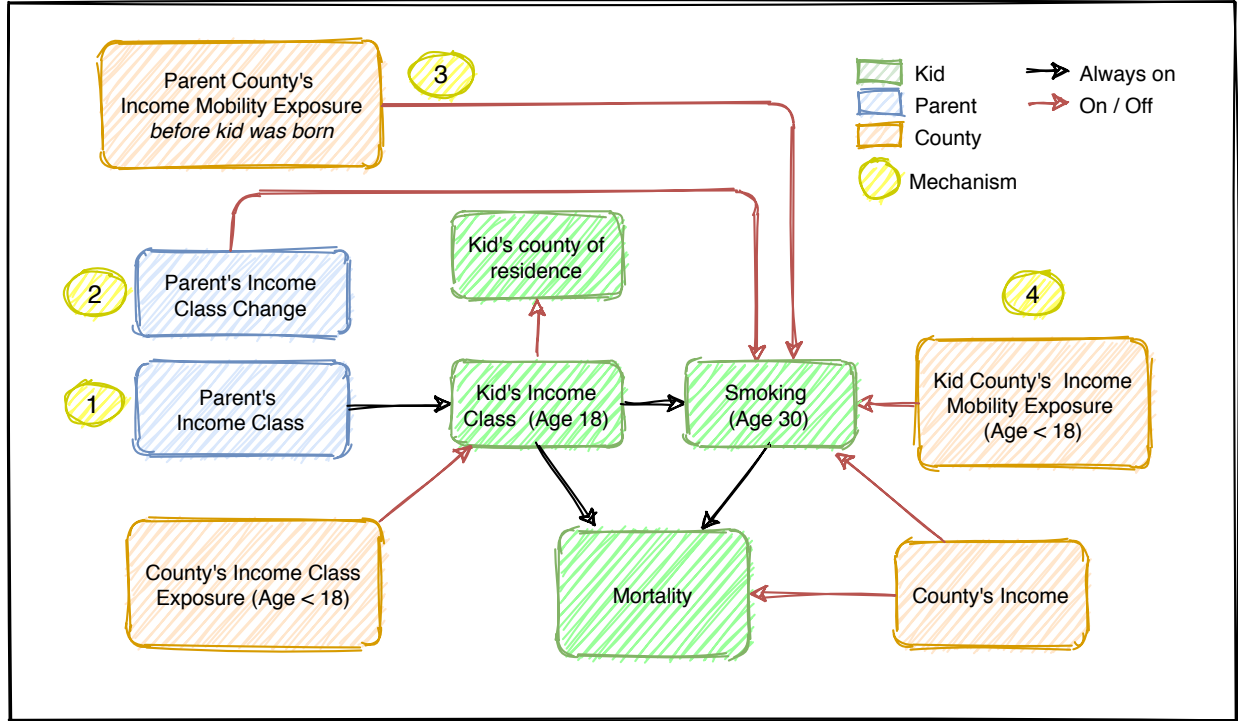 Parent County's
Income Mobility Exposure
before kid was born
3
Kid
Parent
County
Mechanism
Always on
On / Off
2
Parent's Income
Class Change
Kid's county of
residence
4
1
Parent's
Income Class
Kid's Income
Class (Age 18)
Smoking
(Age 30)
Kid County's Income
Mobility Exposure
(Age < 18)
County's Income Class
Exposure (Age < 18)
Mortality
County's Income